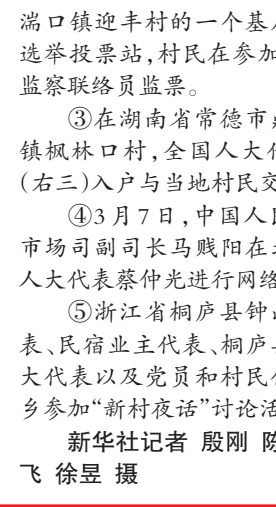 湍口镇迎丰村的一个基
选举投票站,村民在参加
监察联络员监票。
③在湖南省常德市
镇枫林口村,全国人大
(右三)入户与当地村民交
④3月7日,中国人民
市场司副司长马贱阳在
人大代表蔡仲光进行网络
⑤浙江省桐庐县钟山
表、民宿业主代表、桐庐县
大代表以及党员和村民
乡参加“新村夜话”讨论活
新华社记者 殷刚 陈
飞 徐昱 摄